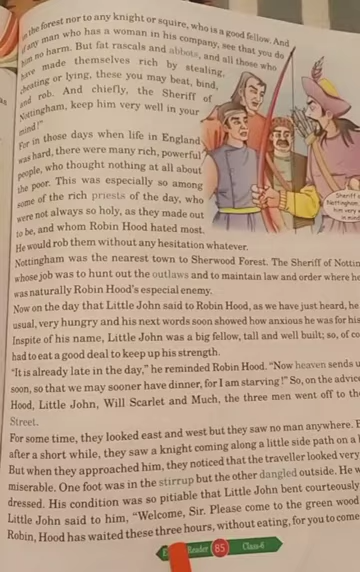 the forest nor to any knight or squire, who is a good fellow. And
if any man who has a woman in his company, see that you do
him no harm. But fat rascals and abbots, and all those who
have made themselves rich by stealing,
cheating or lying, these you may beat, bind,
and rob. And chiefly, the Sheriff of
Nottingham, keep him very well in your
mind!"
For in those days when life in England
was hard, there were many rich, powerful
people, who thought nothing at all about
the poor. This was especially so among
some of the rich priests of the day, who
were not always so holy, as they made out
to be, and whom Robin Hood hated most.
He would rob them without any hesitation whatever.
Sheriff
Nottingham
him very
in mind
Nottingham was the nearest town to Sherwood Forest. The Sheriff of Nottin
whose job was to hunt out the outlaws and to maintain law and order where he
was naturally Robin Hood's especial enemy.
Now on the day that Little John said to Robin Hood, as we have just heard, he
usual, very hungry and his next words soon showed how anxious he was for his
Inspite of his name, Little John was a big fellow, tall and well built; so, of co
had to eat a good deal to keep up his strength.
"It is already late in the day," he reminded Robin Hood. "Now heaven sends u
soon, so that we may sooner have dinner, for I am starving!" So, on the advice
Hood, Little John, Will Scarlet and Much, the three men went off to the
Street.
For some time, they looked east and west but they saw no man anywhere. B
after a short while, they saw a knight coming along a little side path on a
But when they approached him, they noticed that the traveller looked very
miserable. One foot was in the stirrup but the other dangled outside. He w
dressed. His condition was so pitiable that Little John bent courteously
Little John said to him, "Welcome, Sir. Please come to the green wood
Robin, Hood has waited these three hours, without eating, for you to come
Reader 85 Class-6